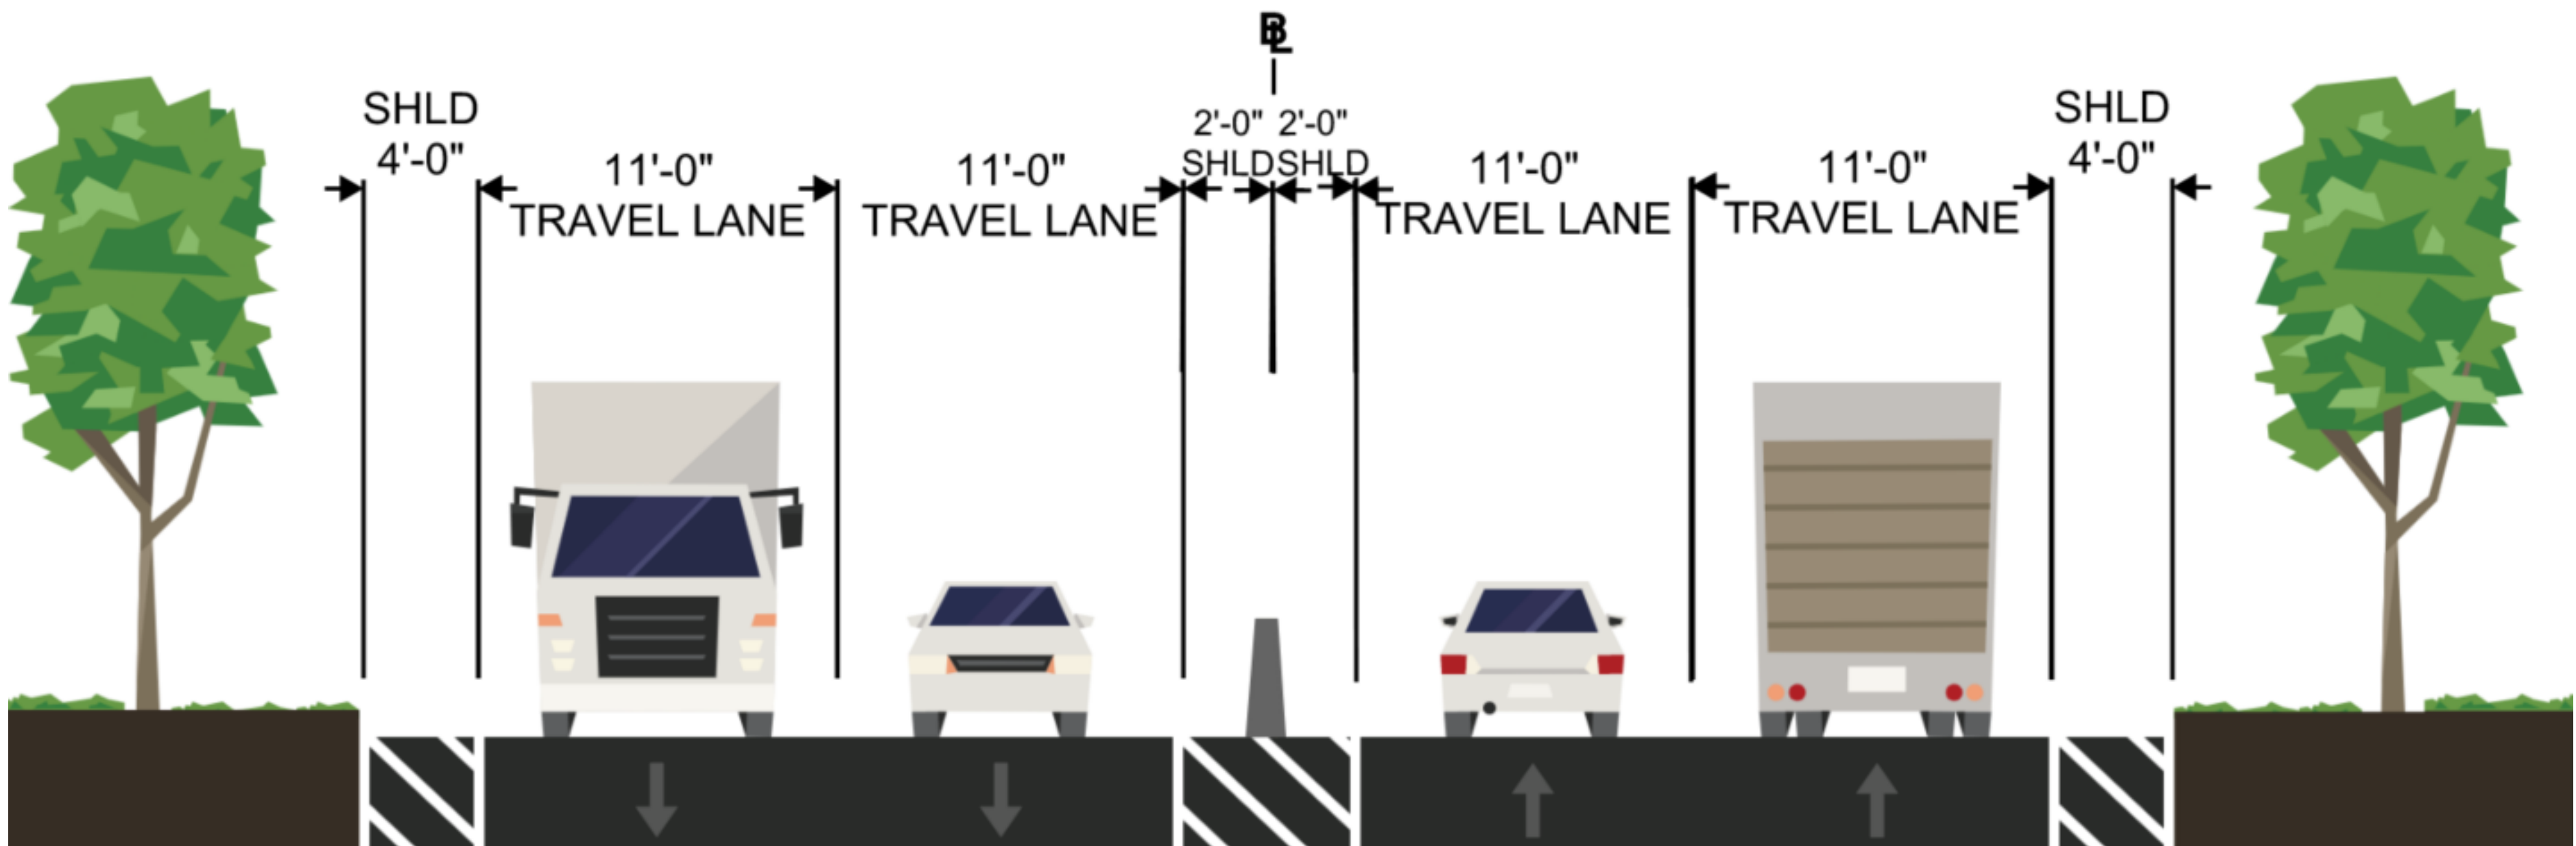 BL
SHLD
4'-0"
11'-0"
TRAVEL LANE
11'-0"
TRAVEL LANE
2'-0" 2'-0"
SHLD SHLD
11'-0"
TRAVEL LANE
11'-0"
TRAVEL LANE
SHLD
4'-0"